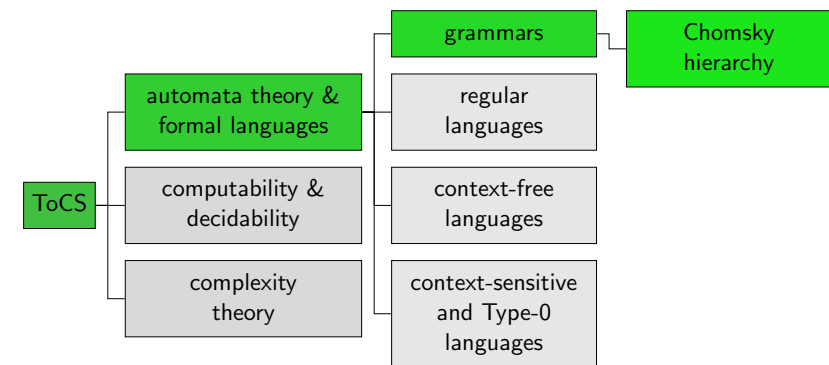 ToCS
automata theory &
formal languages
computability &
decidability
complexity
theory
grammars
regular
languages
context-free
languages
context-sensitive
and Type-0
languages
Chomsky
hierarchy